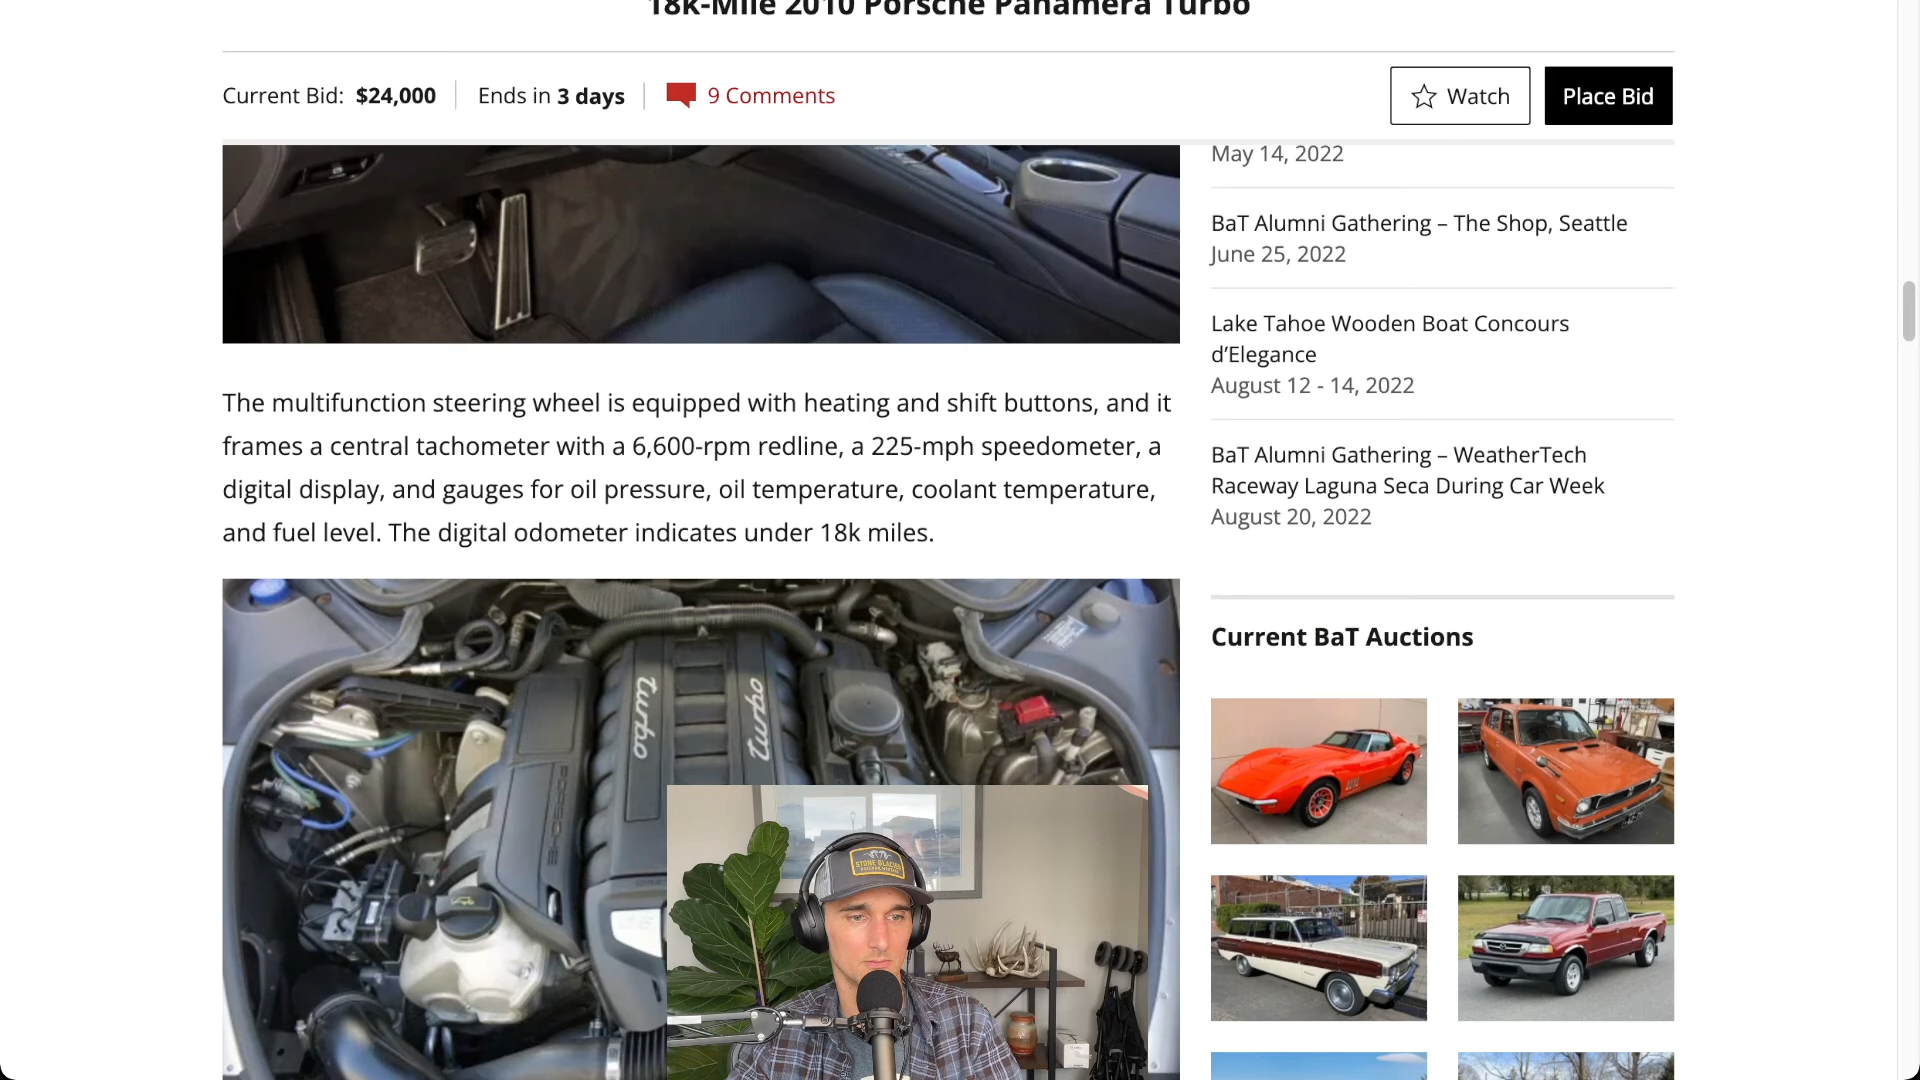 18k-Mile 2010 Porsche Panamera Turbo
Current Bid: $24,000
Ends in 3 days
9 Comments
Watch
Place Bid
May 14, 2022
BaT Alumni Gathering – The Shop, Seattle
June 25, 2022
Lake Tahoe Wooden Boat Concours
d’Elegance
August 12 - 14, 2022
BaT Alumni Gathering – WeatherTech
Raceway Laguna Seca During Car Week
August 20, 2022
The multifunction steering wheel is equipped with heating and shift buttons, and it
frames a central tachometer with a 6,600-rpm redline, a 225-mph speedometer, a
digital display, and gauges for oil pressure, oil temperature, coolant temperature,
and fuel level. The digital odometer indicates under 18k miles.
Current BaT Auctions
turbo
turbo
PORSCHE
STONE GLACIER